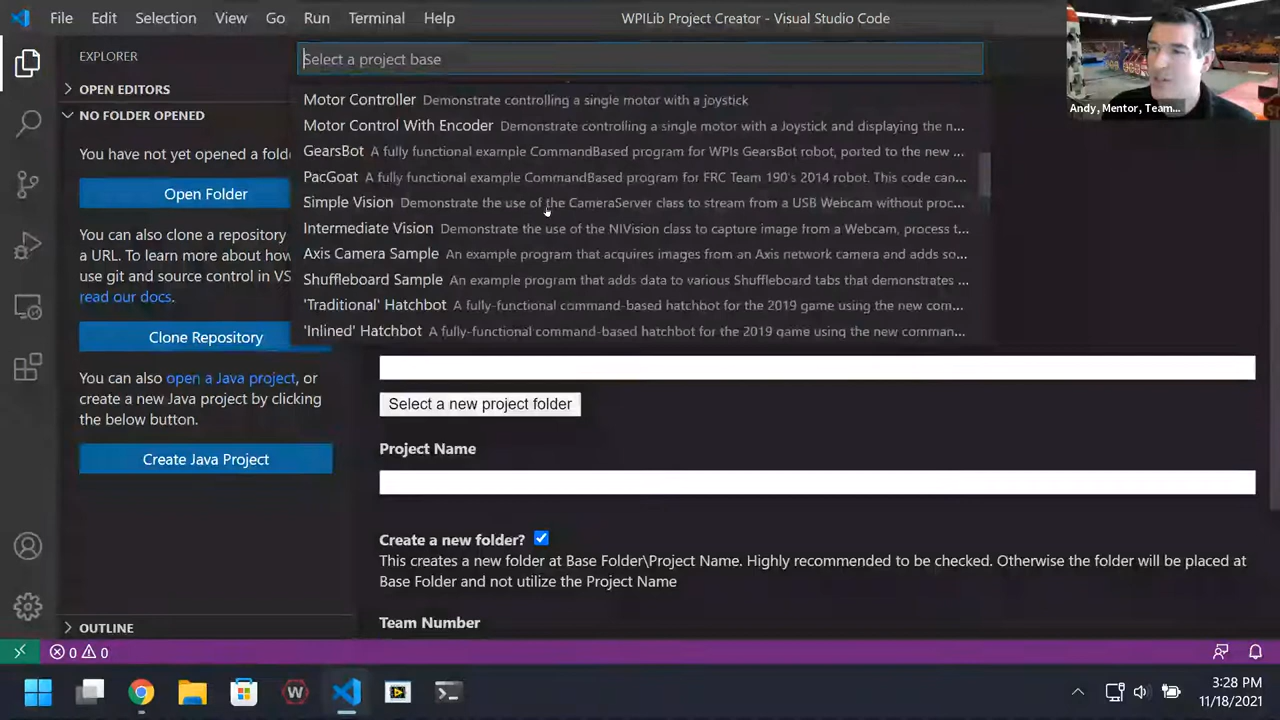 File Edit Selection View Go Run Terminal Help
WPILib Project Creator - Visual Studio Code
Andy, Mentor, Team...
EXPLORER
OPEN EDITORS
NO FOLDER OPENED
You have not yet opened a fold
Open Folder
You can also clone a repository
a URL. To learn more about how
use git and source control in VS
read our docs.
Clone Repository
You can also open a Java project, or
create a new Java project by clicking
the below button.
Create Java Project
OUTLINE
Select a project base
Motor Controller Demonstrate controlling a single motor with a joystick
Motor Control With Encoder Demonstrate controlling a single motor with a Joystick and displaying the n...
GearsBot A fully functional example CommandBased program for WPIs GearsBot robot, ported to the new ...
PacGoat A fully functional example CommandBased program for FRC Team 190's 2014 robot. This code can...
Simple Vision Demonstrate the use of the CameraServer class to stream from a USB Webcam without proc...
Intermediate Vision Demonstrate the use of the NIVision class to capture image from a Webcam, process t...
Axis Camera Sample An example program that acquires images from an Axis network camera and adds so...
Shuffleboard Sample An example program that adds data to various Shuffleboard tabs that demonstrates ...
'Traditional' Hatchbot A fully-functional command-based hatchbot for the 2019 game using the new com...
'Inlined' Hatchbot A fully-functional command-based hatchbot for the 2019 game using the new comman...
Select a new project folder
Project Name
Create a new folder?
This creates a new folder at Base Folder\Project Name. Highly recommended to be checked. Otherwise the folder will be placed at
Base Folder and not utilize the Project Name
Team Number
0 0
W
3:28 PM
11/18/2021